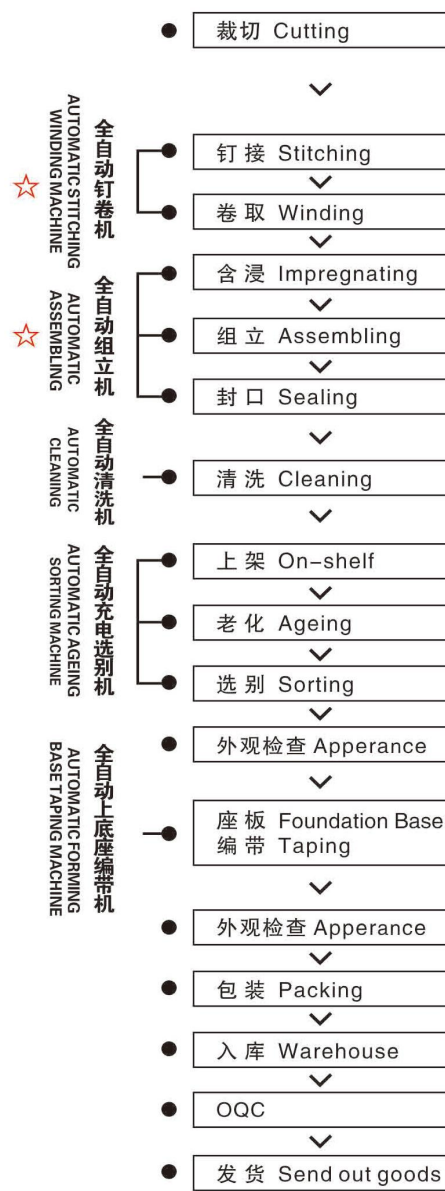 裁切 Cutting
全自动钉卷机
AUTOMATIC STITCHING
WINDING MACHINE
钉接 Stitching
卷取 Winding
全自动组立机
AUTOMATIC
ASSEMBLING
含浸 Impregnating
组立 Assembling
封口 Sealing
全自动清洗机
AUTOMATIC
CLEANING
清洗 Cleaning
全自动充电选别机
AUTOMATIC AGEING
SORTING MACHINE
上架 On-shelf
老化 Ageing
选别 Sorting
外观检查 Apperance
全自动上底座编带机
AUTOMATIC FORMING
BASE TAPING MACHINE
座板 Foundation Base
编带 Taping
外观检查 Apperance
包装 Packing
入库 Warehouse
OQC
发货 Send out goods